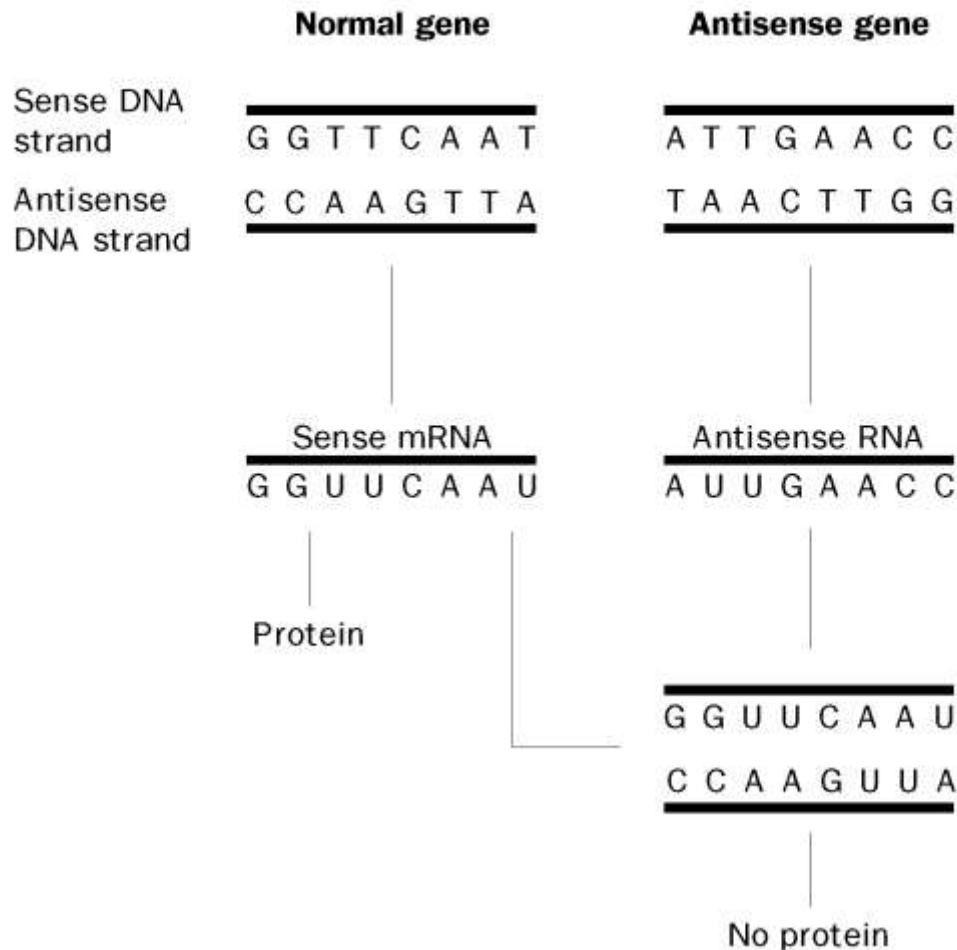 Normal gene
Antisense gene
Sense DNA
strand
G G T T C A A T
A T T G A A C C
Antisense
DNA strand
C C A A G T T A
T A A C T T G G
Sense mRNA
G G U U C A A U
Antisense RNA
A U U G A A C C
Protein
G G U U C A A U
C C A A G U U A
No protein